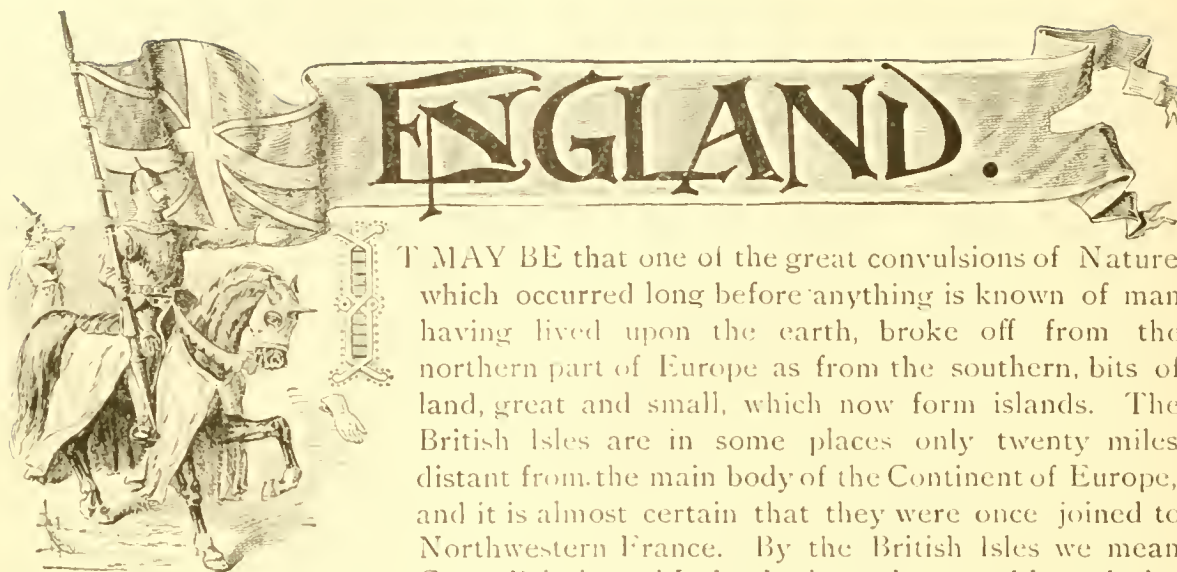 ENGLAND.
IT MAY BE that one of the great convulsions of Nature
which occurred long before anything is known of man
having lived upon the earth, broke off from the
northern part of Europe as from the southern, bits of
land, great and small, which now form islands. The
British Isles are in some places only twenty miles
distant from the main body of the Continent of Europe,
and it is almost certain that they were once joined to
Northwestern France. By the British Isles we mean